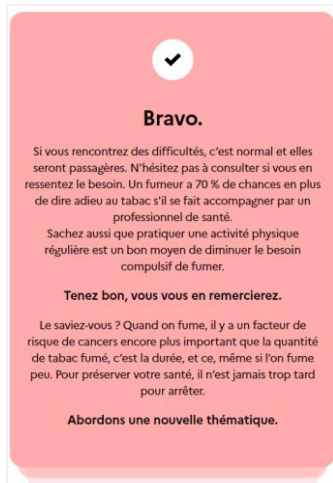 Bravo.
Si vous rencontrez des difficultés, c'est normal et elles
seront passagères. N'hésitez pas à consulter si vous en
ressentez le besoin. Un fumeur a 70 % de chances en plus
de dire adieu au tabac s'il se fait accompagner par un
professionnel de santé.
Sachez aussi que pratiquer une activité physique
régulière est un bon moyen de diminuer le besoin
compulsif de fumer.
Tenez bon, vous vous en remercierez.
Le saviez-vous ? Quand on fume, il y a un facteur de
risque de cancers encore plus important que la quantité
de tabac fumé, c'est la durée, et ce, même si l'on fume
peu. Pour préserver votre santé, il n'est jamais trop tard
pour arrêter.
Abordons une nouvelle thématique.